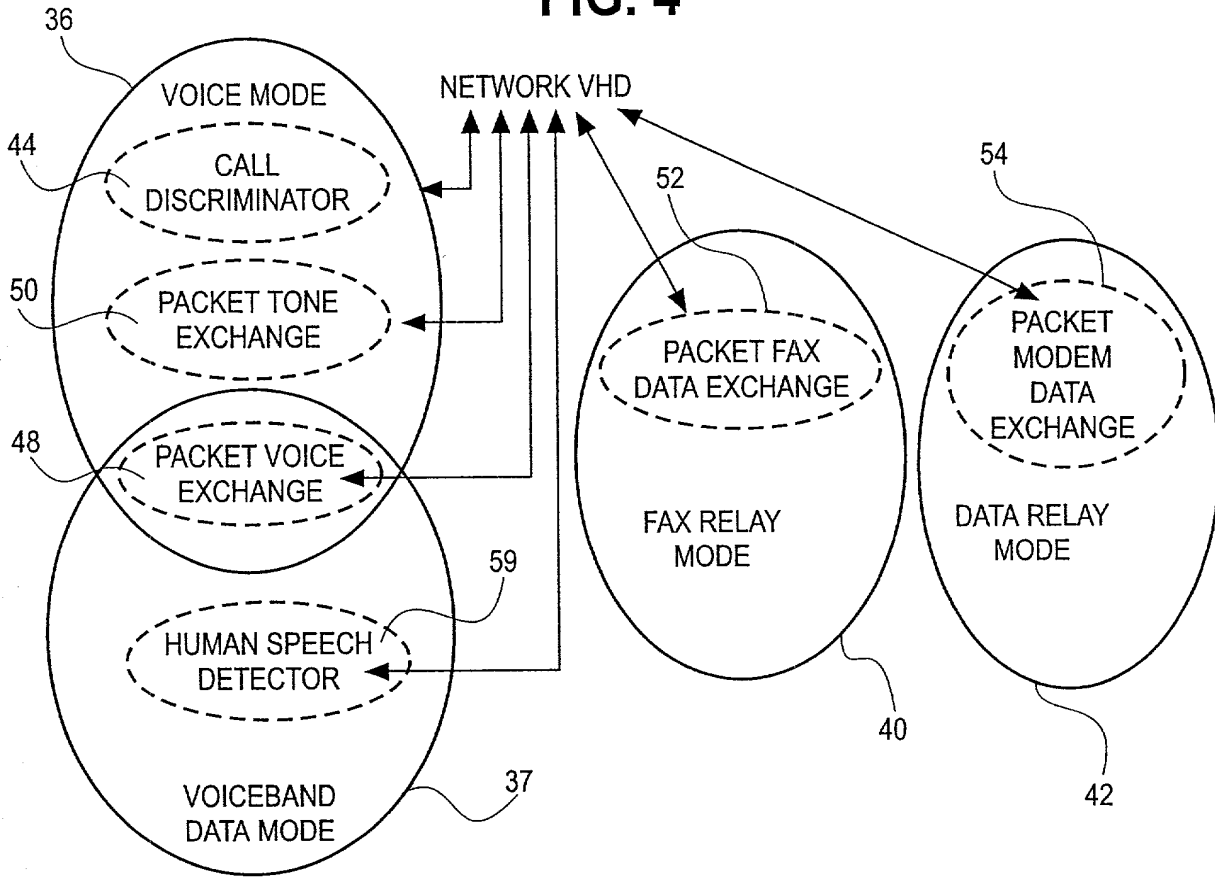 FIG. 4
36
VOICE MODE
NETWORK VHD
44
CALL
DISCRIMINATOR
52
54
50
PACKET TONE
EXCHANGE
PACKET FAX
DATA EXCHANGE
PACKET
MODEM
DATA
EXCHANGE
48
PACKET VOICE
EXCHANGE
FAX RELAY
MODE
DATA RELAY
MODE
59
HUMAN SPEECH
DETECTOR
40
42
37
VOICEBAND
DATA MODE